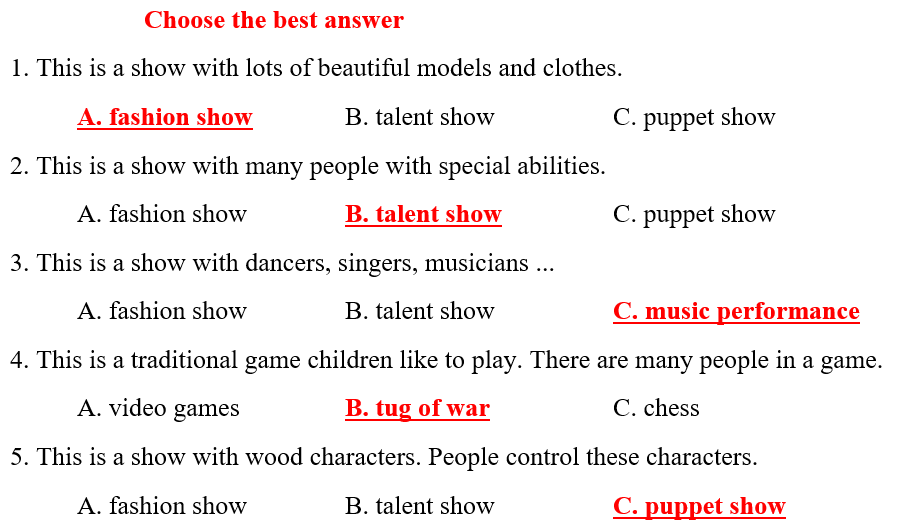 Choose the best answer
1. This is a show with lots of beautiful models and clothes.
A. fashion show B. talent show C. puppet show
2. This is a show with many people with special abilities.
A. fashion show B. talent show C. puppet show
3. This is a show with dancers, singers, musicians ...
A. fashion show B. talent show C. music performance
4. This is a traditional game children like to play. There are many people in a game.
A. video games B. tug of war C. chess
5. This is a show with wood characters. People control these characters.
A. fashion show B. talent show C. puppet show